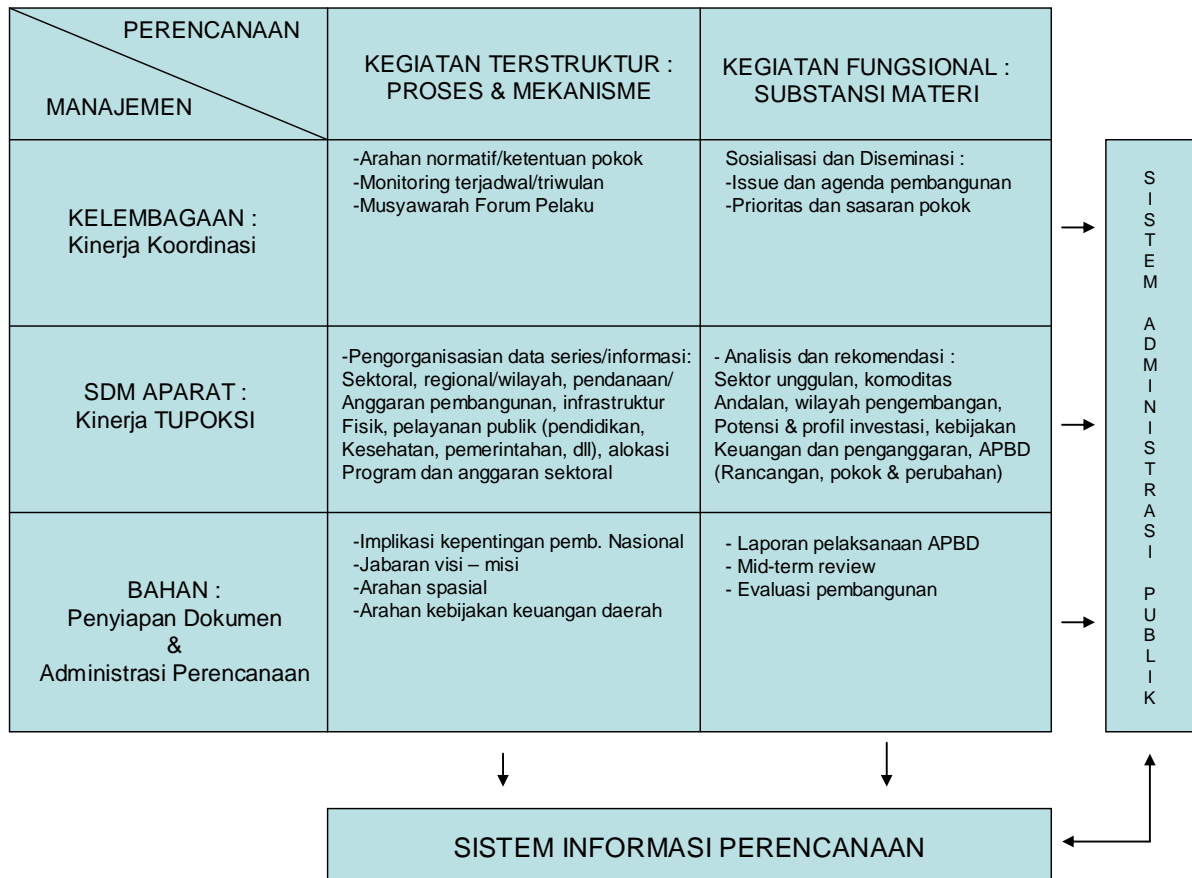 PERENCANAAN
MANAJEMEN
KEGIATAN TERSTRUKTUR :
PROSES & MEKANISME
KEGIATAN FUNGSIONAL :
SUBSTANSI MATERI
KELEMBAGAAN :
Kinerja Koordinasi
-Arahan normatif/ketentuan pokok
-Monitoring terjadwal/triwulan
-Musyawarah Forum Pelaku
Sosialisasi dan Diseminasi :
-Issue dan agenda pembangunan
-Prioritas dan sasaran pokok
SDM APARAT :
Kinerja TUPOKSI
-Pengorganisasian data series/informasi:
Sektoral, regional/wilayah, pendanaan/
Anggaran pembangunan, infrastruktur
Fisik, pelayanan publik (pendidikan,
Kesehatan, pemerintahan, dll), alokasi
Program dan anggaran sektoral
- Analisis dan rekomendasi :
Sektor unggulan, komoditas
Andalan, wilayah pengembangan,
Potensi & profil investasi, kebijakan
Keuangan dan penganggaran, APBD
(Rancangan, pokok & perubahan)
BAHAN :
Penyiapan Dokumen
&
Administrasi Perencanaan
-Implikasi kepentingan pemb. Nasional
-Jabaran visi – misi
-Arahan spasial
-Arahan kebijakan keuangan daerah
- Laporan pelaksanaan APBD
- Mid-term review
- Evaluasi pembangunan
SISTEM ADMINISTRASI PUBLIK
SISTEM INFORMASI PERENCANAAN